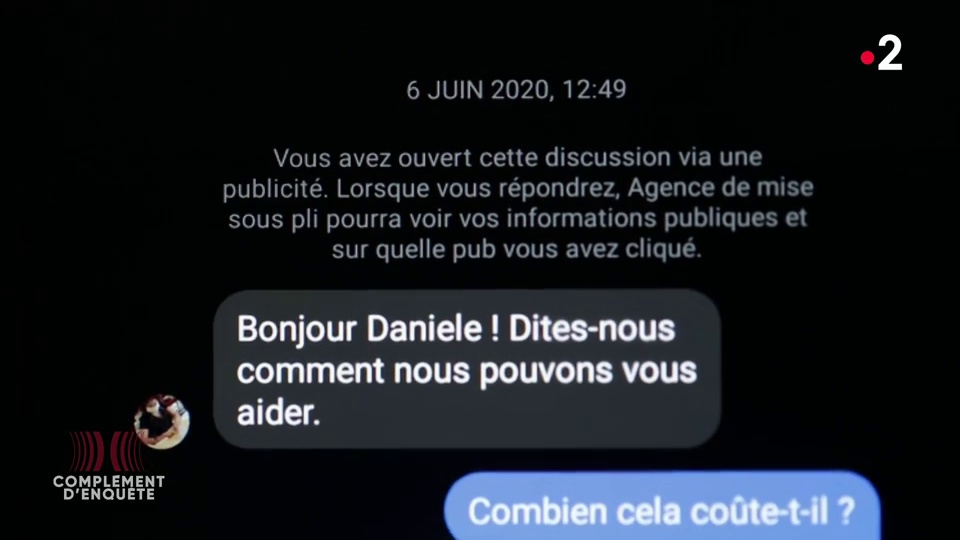 2
6 JUIN 2020, 12:49
Vous avez ouvert cette discussion via une
publicité. Lorsque vous répondrez, Agence de mise
sous pli pourra voir vos informations publiques et
sur quelle pub vous avez cliqué.
Bonjour Daniele ! Dites-nous
comment nous pouvons vous
aider.
COMPLÉMENT
D'ENQUÊTE
Combien cela coûte-t-il ?